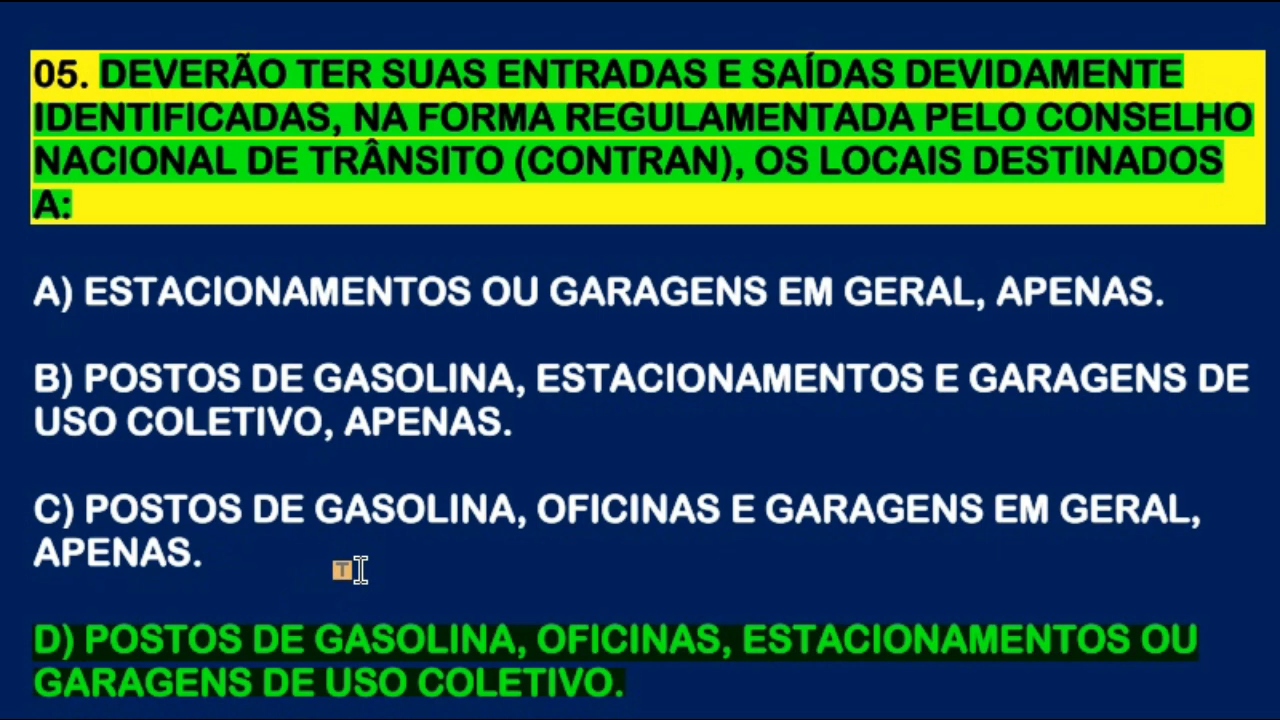 05. DEVERÃO TER SUAS ENTRADAS E SAÍDAS DEVIDAMENTE
IDENTIFICADAS, NA FORMA REGULAMENTADA PELO CONSELHO
NACIONAL DE TRÂNSITO (CONTRAN), OS LOCAIS DESTINADOS
A:
A) ESTACIONAMENTOS OU GARAGENS EM GERAL, APENAS.
B) POSTOS DE GASOLINA, ESTACIONAMENTOS E GARAGENS DE
USO COLETIVO, APENAS.
C) POSTOS DE GASOLINA, OFICINAS E GARAGENS EM GERAL,
APENAS.
T
D) POSTOS DE GASOLINA, OFICINAS, ESTACIONAMENTOS OU
GARAGENS DE USO COLETIVO.